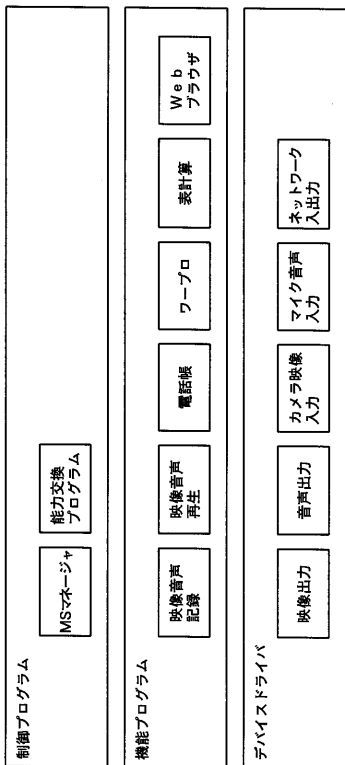 制御プログラム
MSマネージャ
能力交換
プログラム
機能プログラム
映像音声
記録
映像音声
再生
電話帳
ワープロ
表計算
Web
ブラウザ
デバイスドライバ
映像出力
音声出力
カメラ映像
入力
マイク音声
入力
ネットワーク
入出力